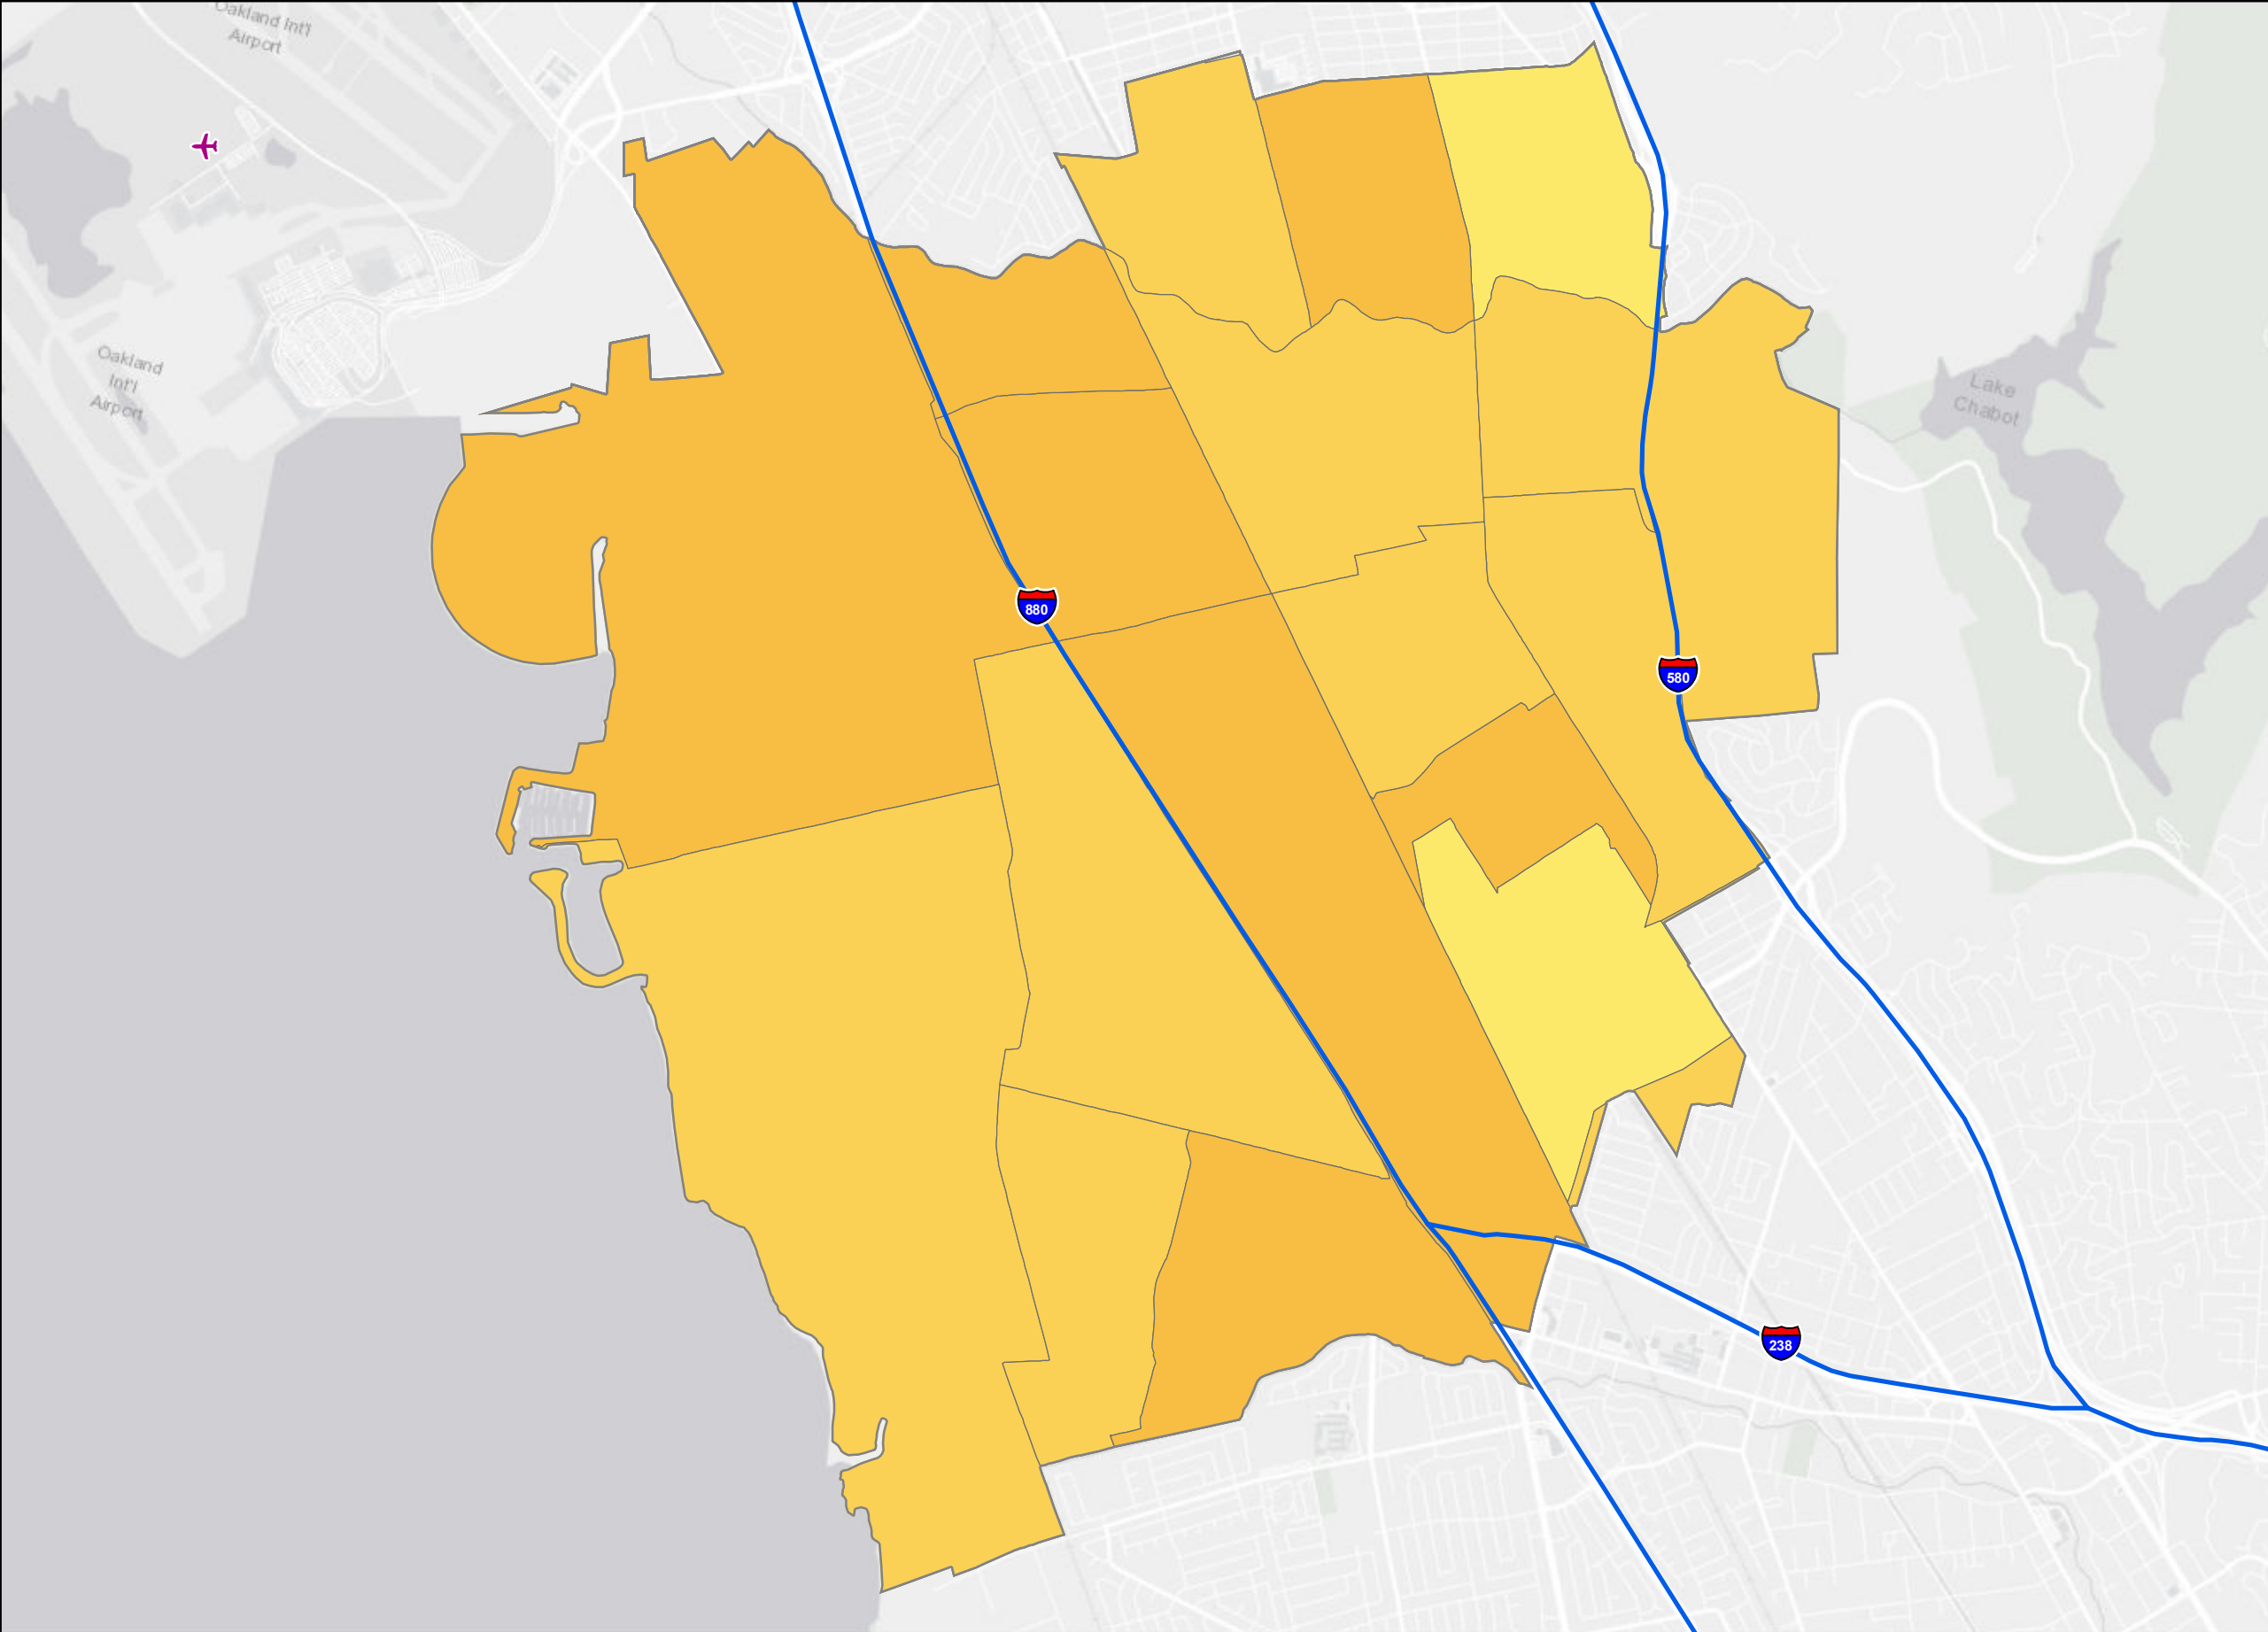 Oakland Int'l
Airport
Oakland
Int'l
Airport
Lake
Chabot
880
580
238